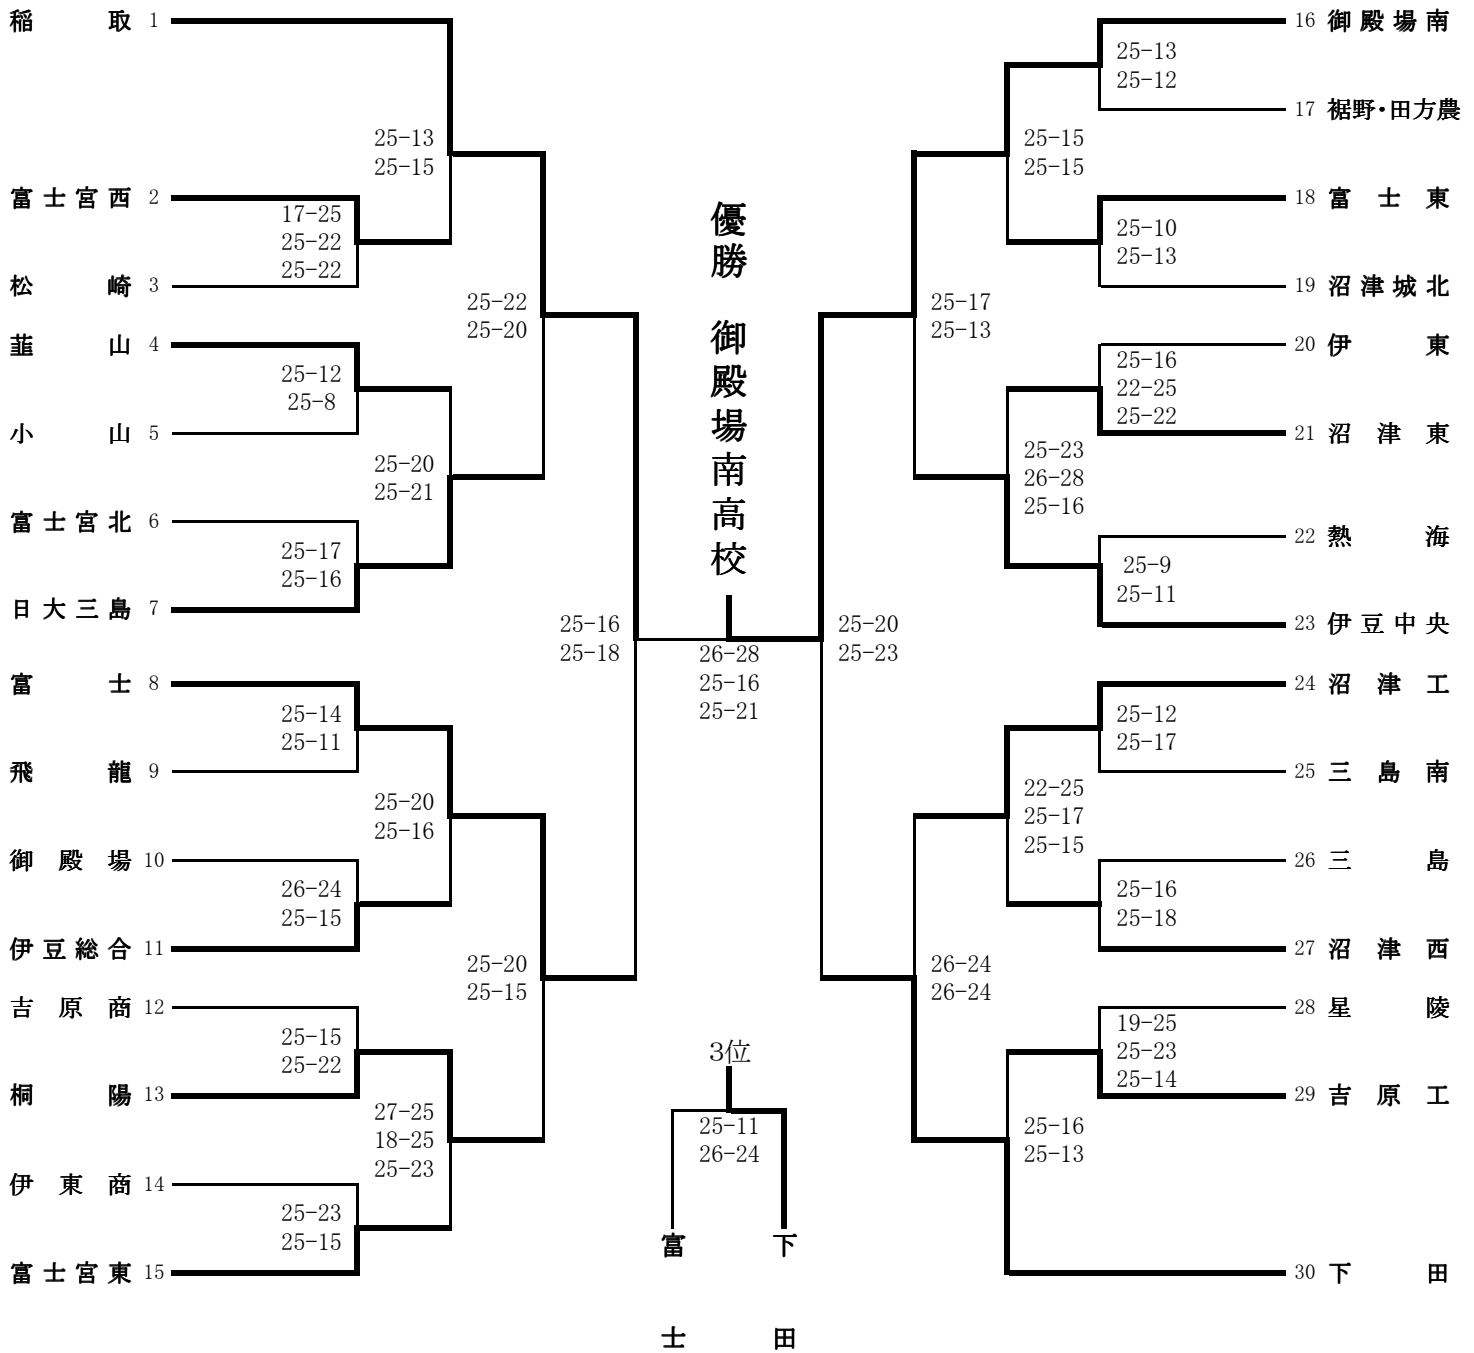 稲取 1
25-13
25-15
富士宮西 2
17-25
25-22
25-22
松崎 3
25-22
25-20
韮山 4
25-12
25-8
小山 5
25-20
25-21
富士宮北 6
25-17
25-16
日大三島 7
25-16
25-18
富士 8
25-14
25-11
飛龍 9
25-20
25-16
御殿場 10
26-24
25-15
伊豆総合 11
25-20
25-15
吉原商 12
25-15
25-22
桐陽 13
27-25
18-25
25-23
伊東商 14
25-23
25-15
富士宮東 15
優勝 御殿場南高校
26-28
25-16
25-21
3位
25-11
26-24
富士
下田
16 御殿場南
25-13
25-12
17 裾野・田方農
25-15
25-15
18 富士東
25-10
25-13
19 沼津城北
25-17
25-13
20 伊東
25-16
22-25
25-22
21 沼津東
25-23
26-28
25-16
22 熱海
25-9
25-11
23 伊豆中央
25-20
25-23
24 沼津工
25-12
25-17
25 三島南
22-25
25-17
25-15
26 三島
25-16
25-18
27 沼津西
26-24
26-24
28 星陵
19-25
25-23
25-14
29 吉原工
25-16
25-13
30 下田